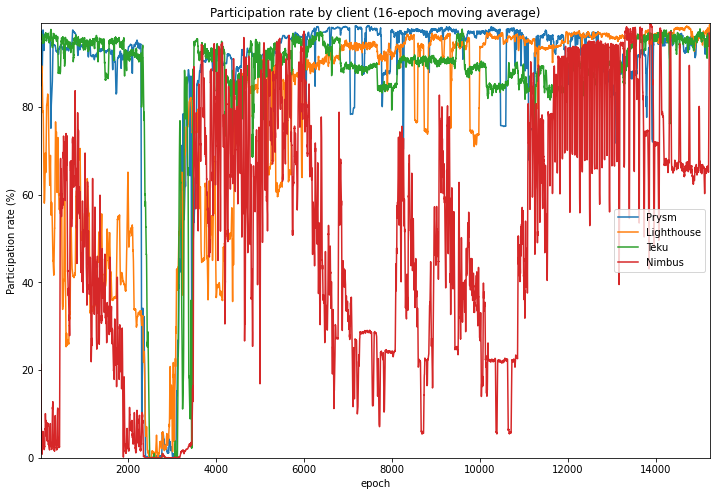 Participation rate by client (16-epoch moving average)
Participation rate (%)
80
60
40
20
0
Prysm
Lighthouse
Teku
Nimbus
2000
4000
6000
8000
10000
12000
14000
epoch